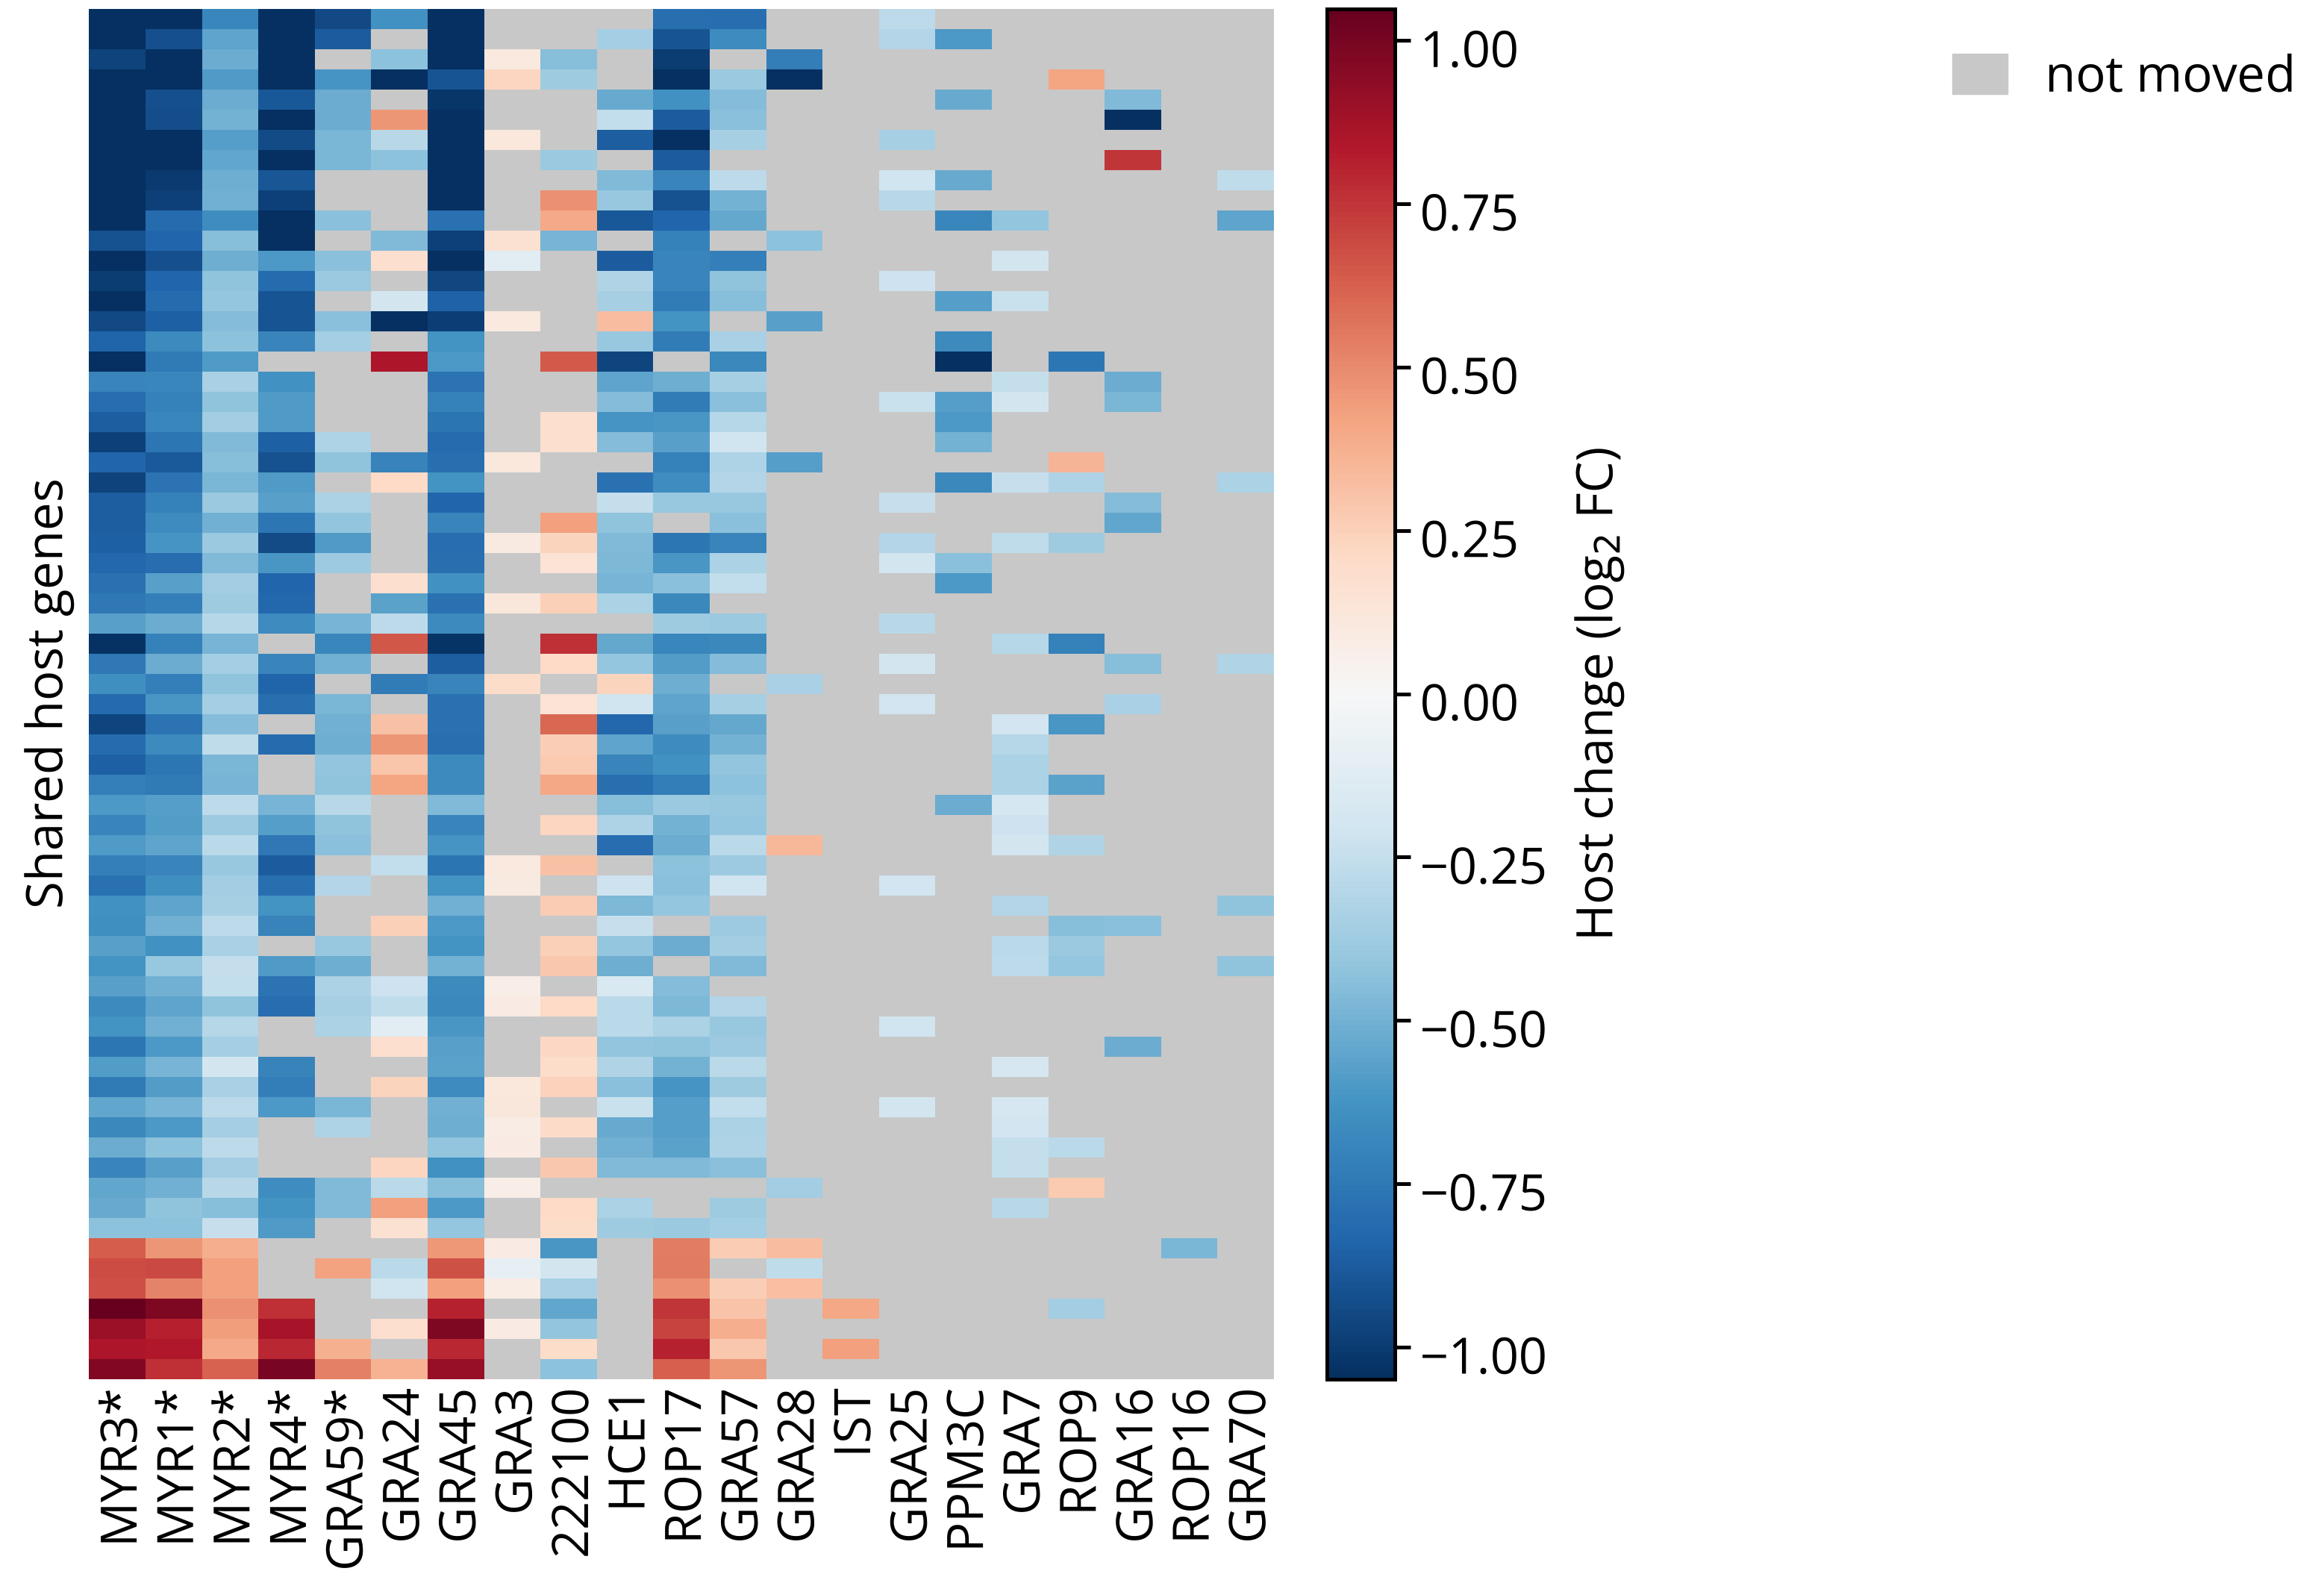 not moved
Shared host genes
1.00
0.75
0.50
0.25
0.00
−0.25
−0.50
−0.75
−1.00
Host change (log₂ FC)
MYR3*
MYR1*
MYR2*
MYR4*
GRA59*
GRA24
GRA45
GRA3
222100
HCE1
ROP17
GRA57
GRA28
IST
GRA25
PPM3C
GRA7
ROP9
GRA16
ROP16
GRA70